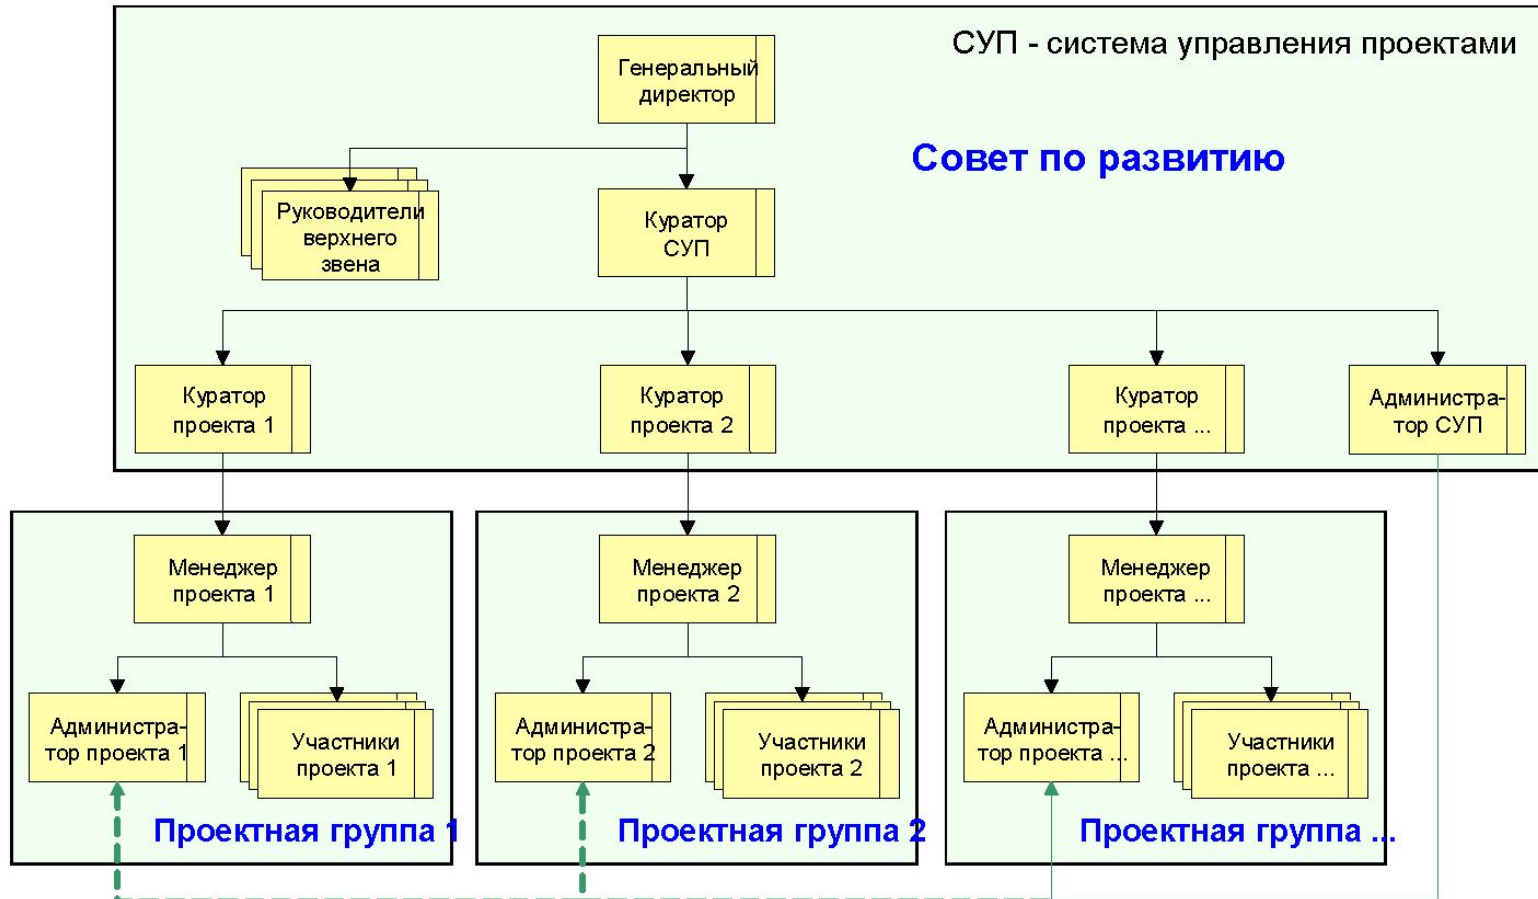 СУП - система управления проектами
Генеральный
директор
Совет по развитию
Руководители
верхнего
звена
Куратор
СУП
Куратор
проекта 1
Куратор
проекта 2
Куратор
проекта ...
Администра-
тор СУП
Менеджер
проекта 1
Менеджер
проекта 2
Менеджер
проекта ...
Администра-
тор проекта 1
Участники
проекта 1
Администра-
тор проекта 2
Участники
проекта 2
Администра-
тор проекта ...
Участники
проекта ...
Проектная группа 1
Проектная группа 2
Проектная группа ...